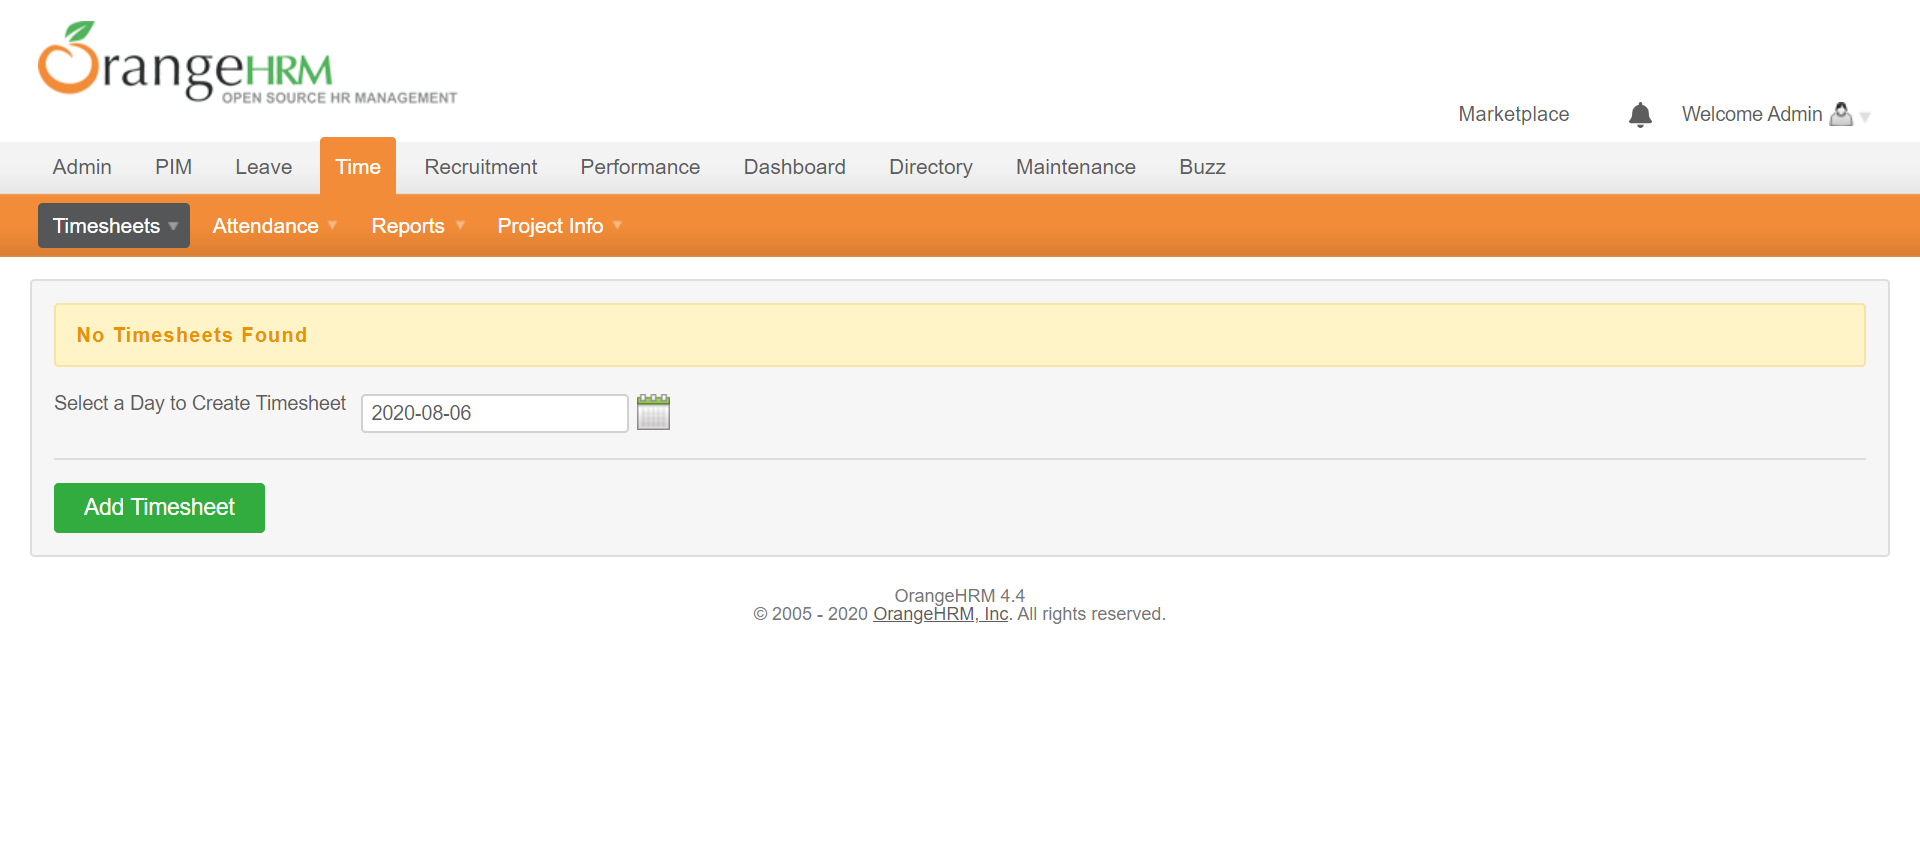 OrangeHRM
OPEN SOURCE HR MANAGEMENT
Marketplace
Welcome Admin
Admin PIM Leave Time Recruitment Performance Dashboard Directory Maintenance Buzz
Timesheets Attendance Reports Project Info
No Timesheets Found
Select a Day to Create Timesheet 2020-08-06
Add Timesheet
OrangeHRM 4.4
© 2005 - 2020 OrangeHRM, Inc. All rights reserved.